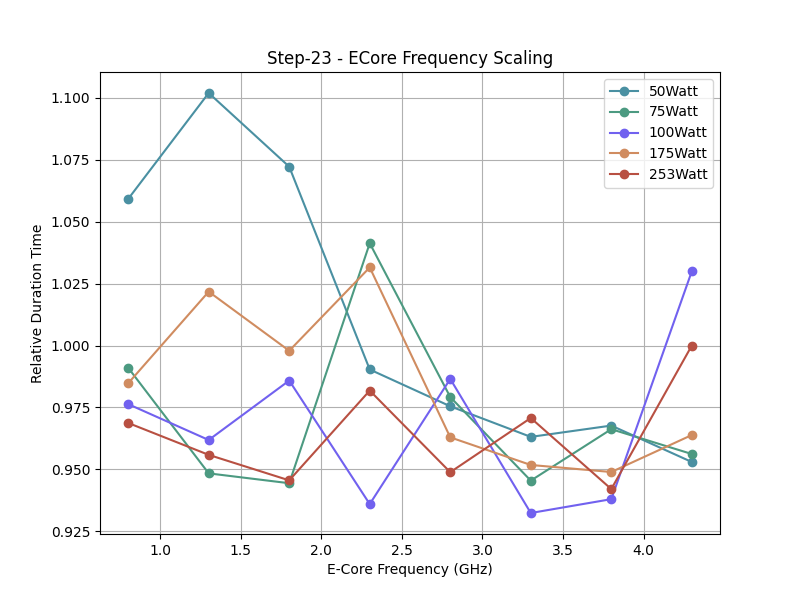 Step-23 - ECore Frequency Scaling
50Watt
75Watt
100Watt
175Watt
253Watt
Relative Duration Time
1.100
1.075
1.050
1.025
1.000
0.975
0.950
0.925
1.0 1.5 2.0 2.5 3.0 3.5 4.0
E-Core Frequency (GHz)